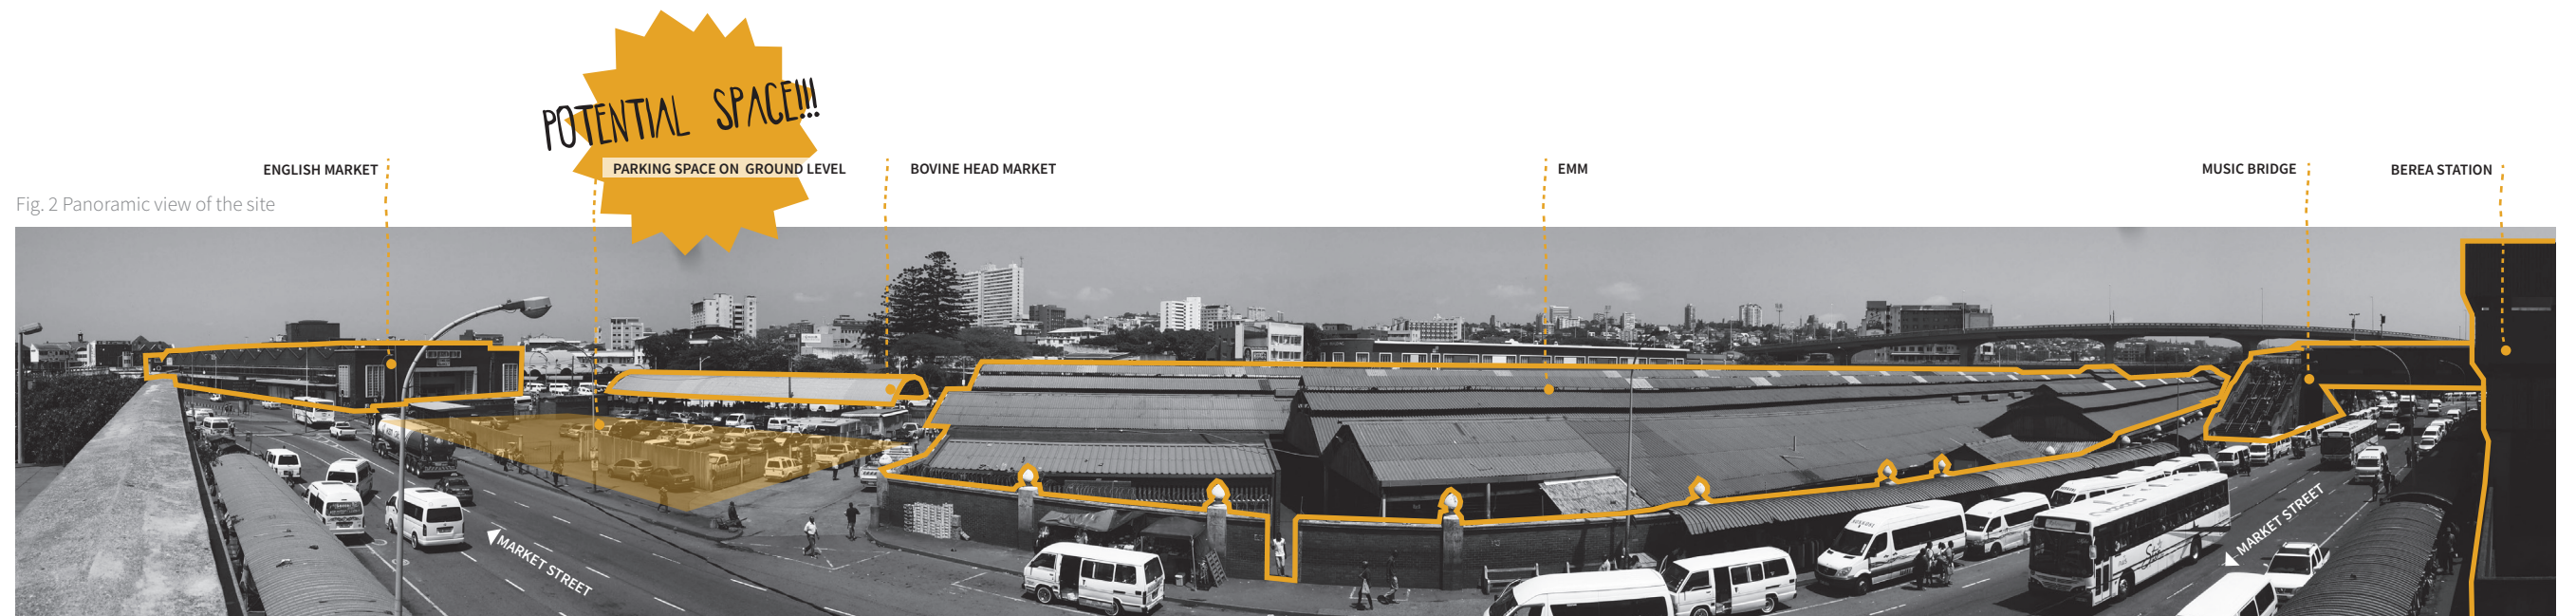 POTENTIAL SPACE!!!
ENGLISH MARKET
PARKING SPACE ON GROUND LEVEL
BOVINE HEAD MARKET
EMM
MUSIC BRIDGE
BEREA STATION
Fig. 2 Panoramic view of the site
MARKET STREET
MARKET STREET